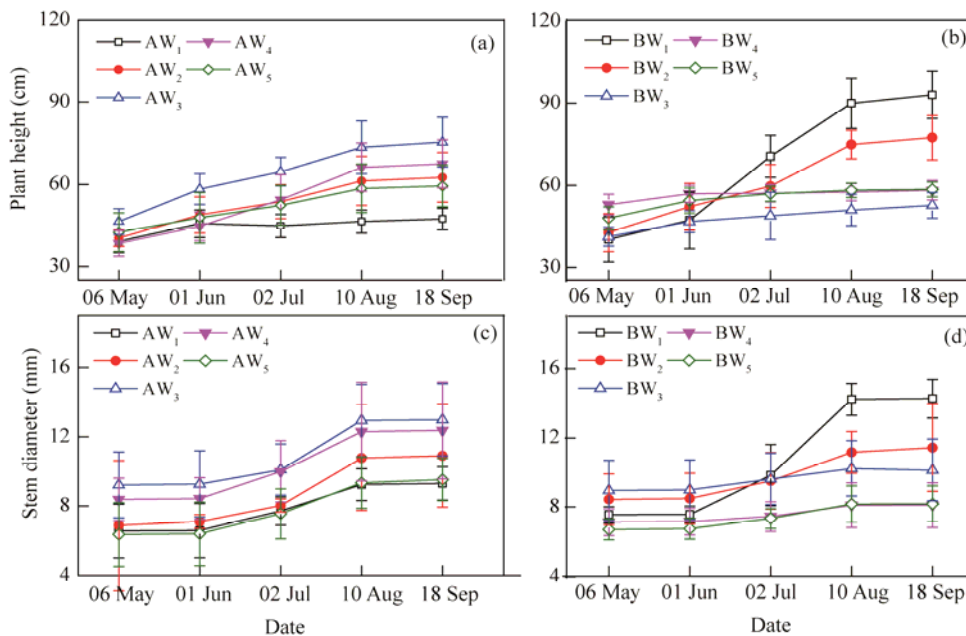 120
90
60
30
Plant height (cm)
(a)
AW₁ AW₄
AW₂ AW₅
AW₃
06 May 01 Jun 02 Jul 10 Aug 18 Sep
120
90
60
30
(b)
BW₁ BW₄
BW₂ BW₅
BW₃
06 May 01 Jun 02 Jul 10 Aug 18 Sep
16
12
8
4
Stem diameter (mm)
(c)
AW₁ AW₄
AW₂ AW₅
AW₃
06 May 01 Jun 02 Jul 10 Aug 18 Sep
Date
16
12
8
4
(d)
BW₁ BW₄
BW₂ BW₅
BW₃
06 May 01 Jun 02 Jul 10 Aug 18 Sep
Date